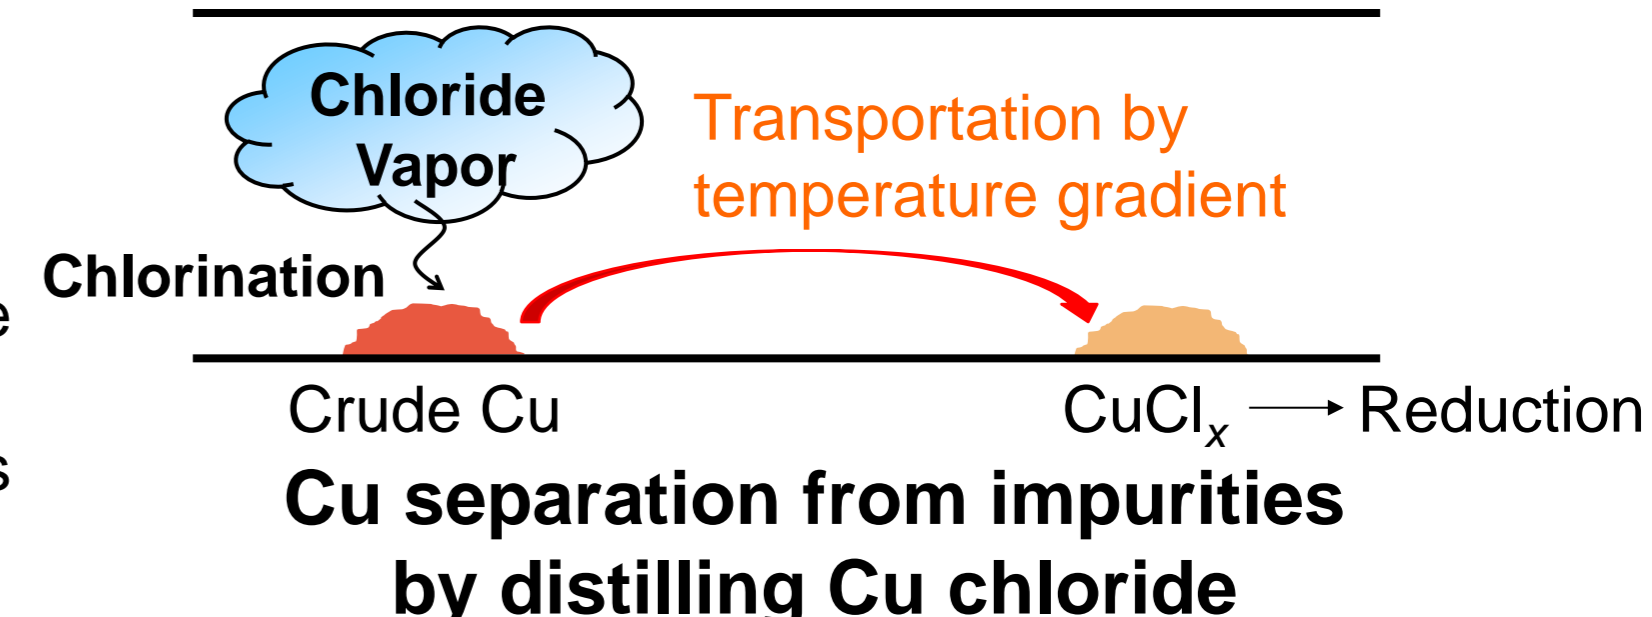 Chloride
Vapor
Transportation by
temperature gradient
Chlorination
e
Crude Cu
CuClₓ → Reduction
s
Cu separation from impurities
by distilling Cu chloride